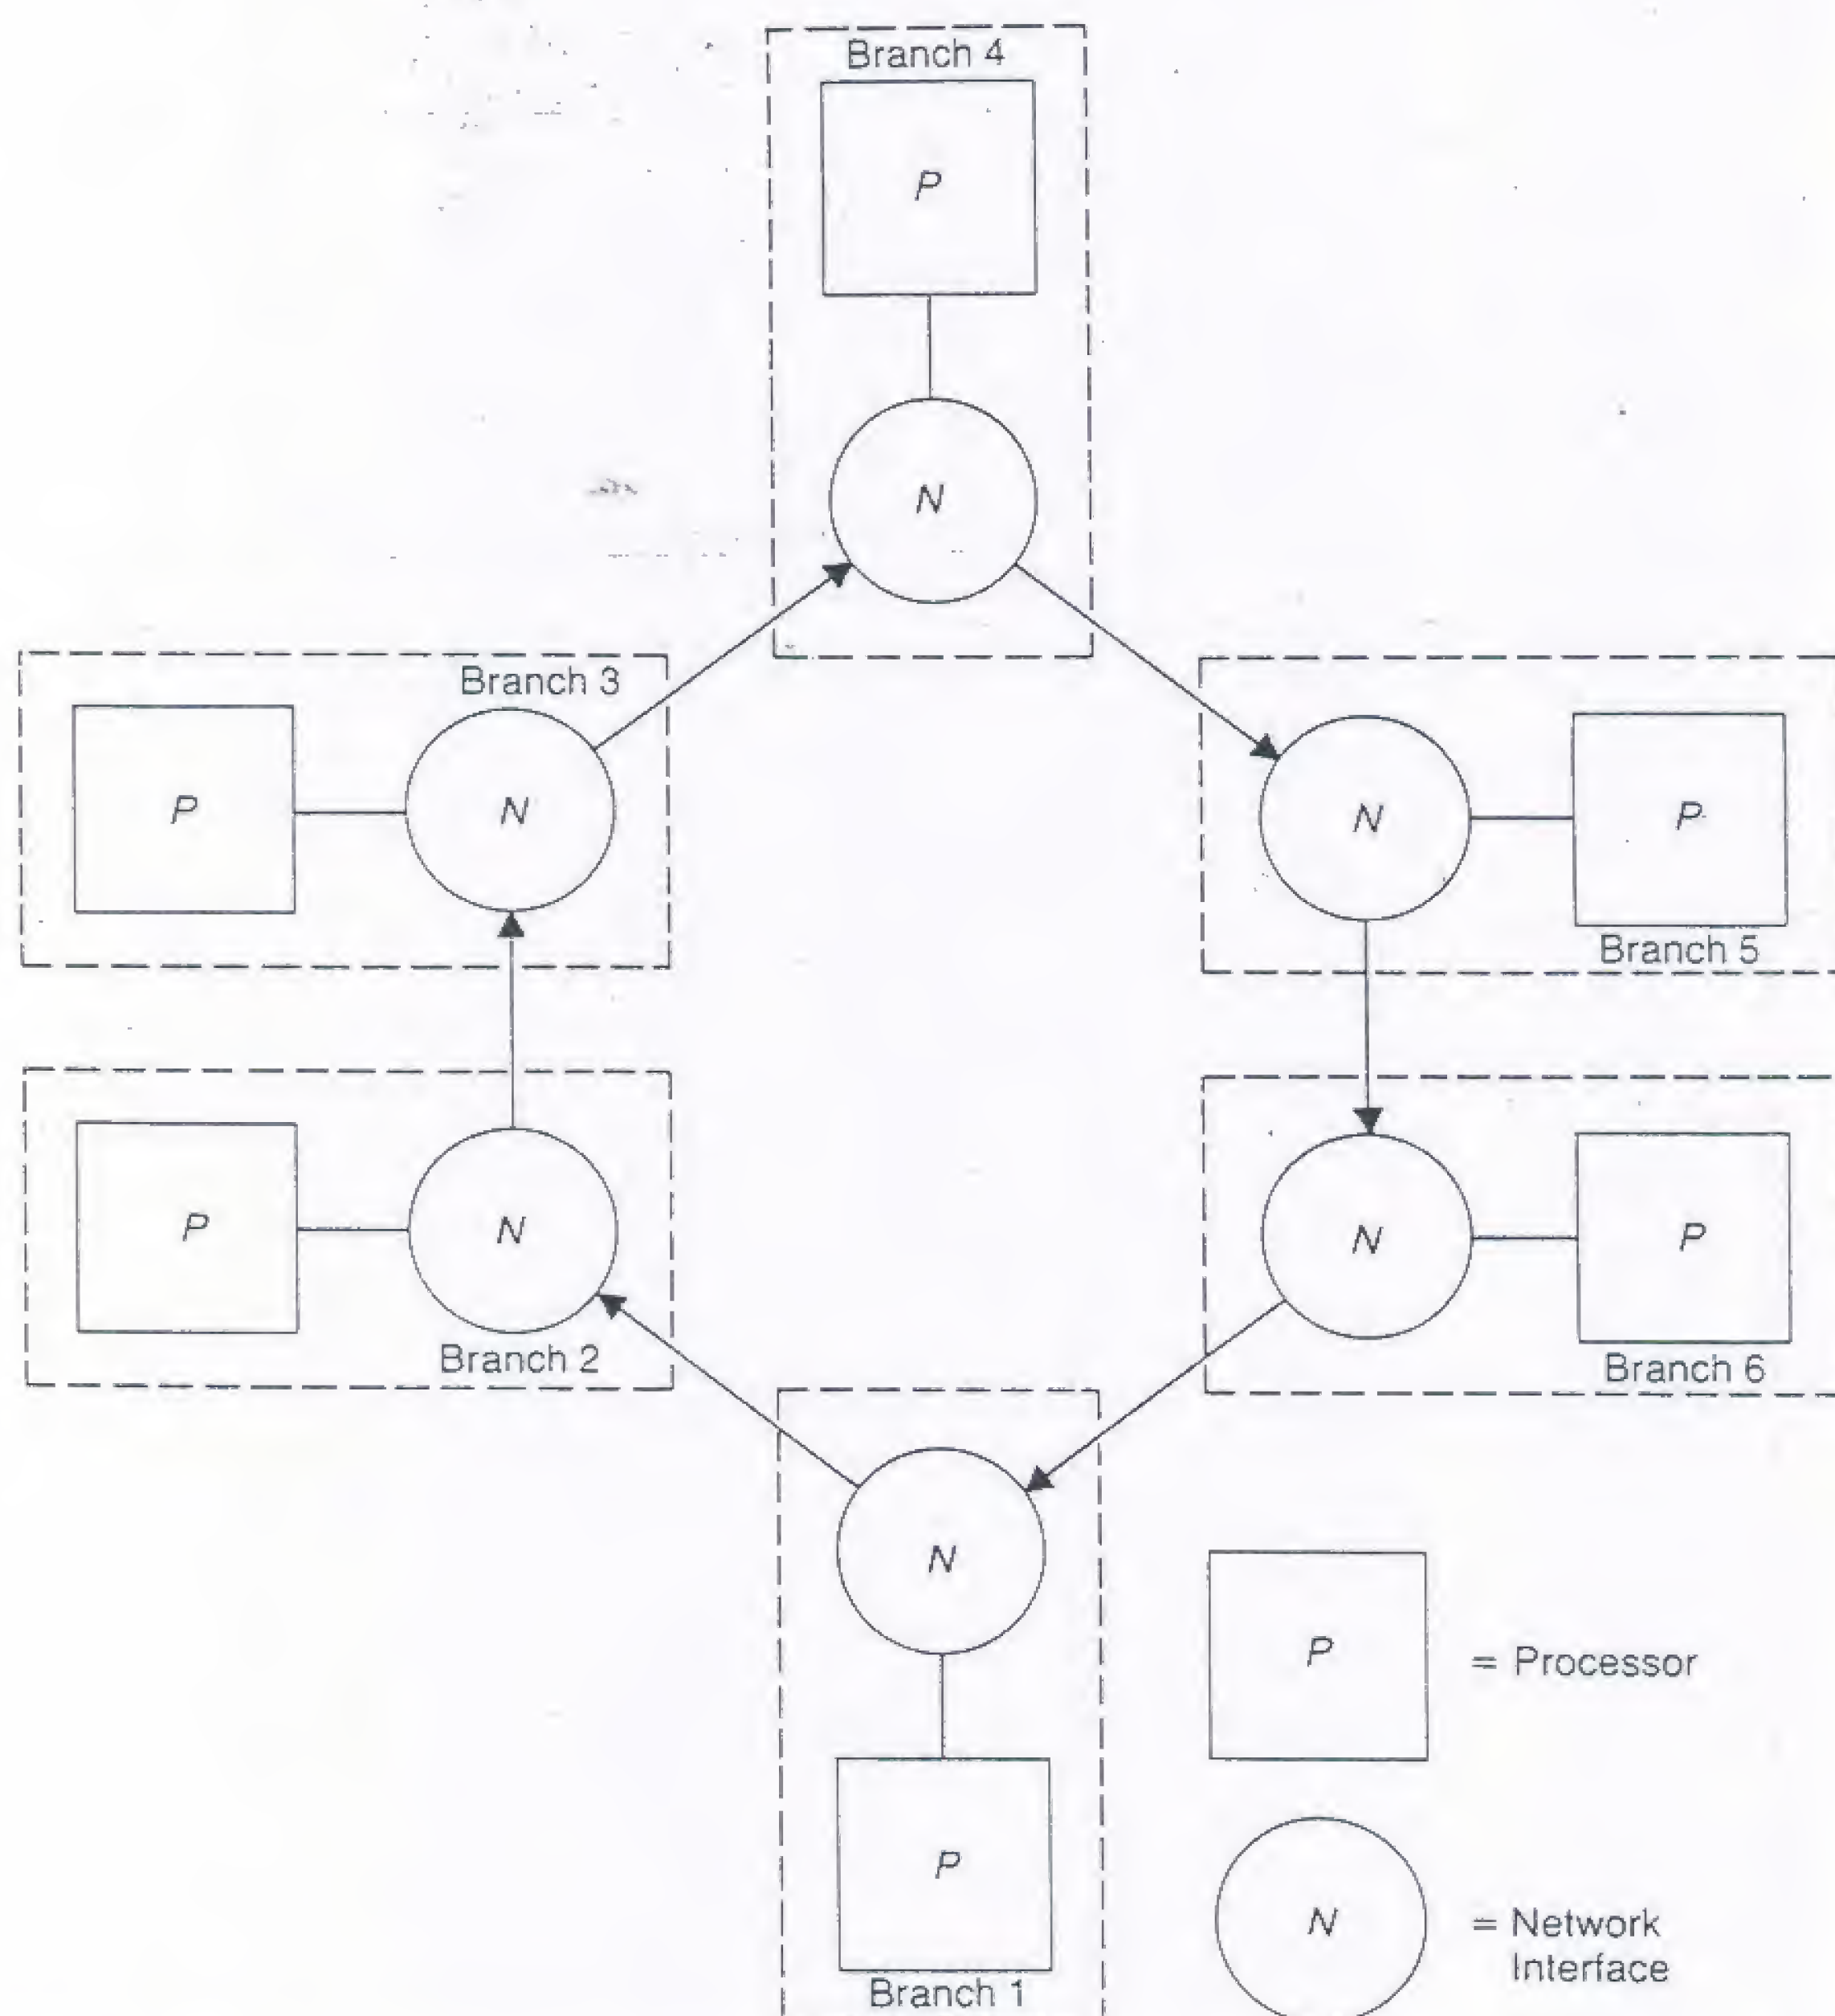 Branch 4
P
N
Branch 3
P
N
N
P
Branch 5
P
N
Branch 2
N
P
Branch 6
N
P
Branch 1
P
= Processor
N
= Network
Interface